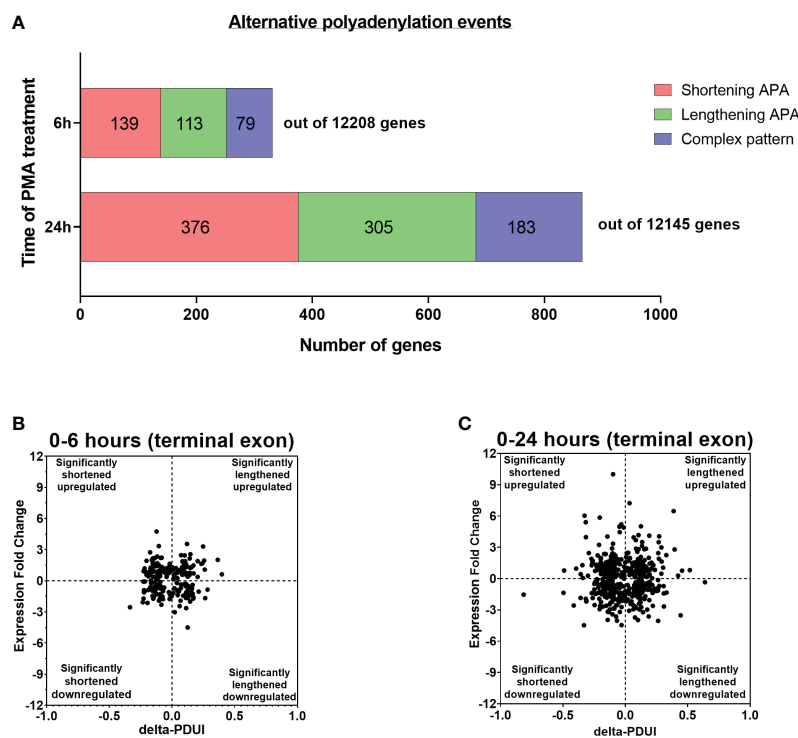 A
Alternative polyadenylation events
Time of PMA treatment
6h
139
113
79
out of 12208 genes
24h
376
305
183
out of 12145 genes
Shortening APA
Lengthening APA
Complex pattern
0
200
400
600
800
1000
Number of genes
B
0-6 hours (terminal exon)
Expression Fold Change
12
9
6
3
0
-3
-6
-9
-12
Significantly
shortened
upregulated
Significantly
lengthened
upregulated
Significantly
shortened
downregulated
Significantly
lengthened
downregulated
-1.0
-0.5
0.0
0.5
1.0
delta-PDUI
C
0-24 hours (terminal exon)
Expression Fold Change
12
9
6
3
0
-3
-6
-9
-12
Significantly
shortened
upregulated
Significantly
lengthened
upregulated
Significantly
shortened
downregulated
Significantly
lengthened
downregulated
-1.0
-0.5
0.0
0.5
1.0
delta-PDUI